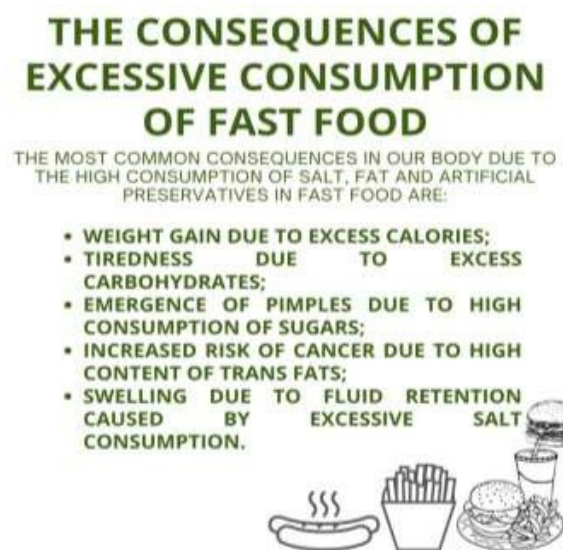 THE CONSEQUENCES OF
EXCESSIVE CONSUMPTION
OF FAST FOOD
THE MOST COMMON CONSEQUENCES IN OUR BODY DUE TO
THE HIGH CONSUMPTION OF SALT, FAT AND ARTIFICIAL
PRESERVATIVES IN FAST FOOD ARE:
• WEIGHT GAIN DUE TO EXCESS CALORIES;
• TIREDNESS DUE TO EXCESS
CARBOHYDRATES;
• EMERGENCE OF PIMPLES DUE TO HIGH
CONSUMPTION OF SUGARS;
• INCREASED RISK OF CANCER DUE TO HIGH
CONTENT OF TRANS FATS;
• SWELLING DUE TO FLUID RETENTION
CAUSED BY EXCESSIVE SALT
CONSUMPTION.